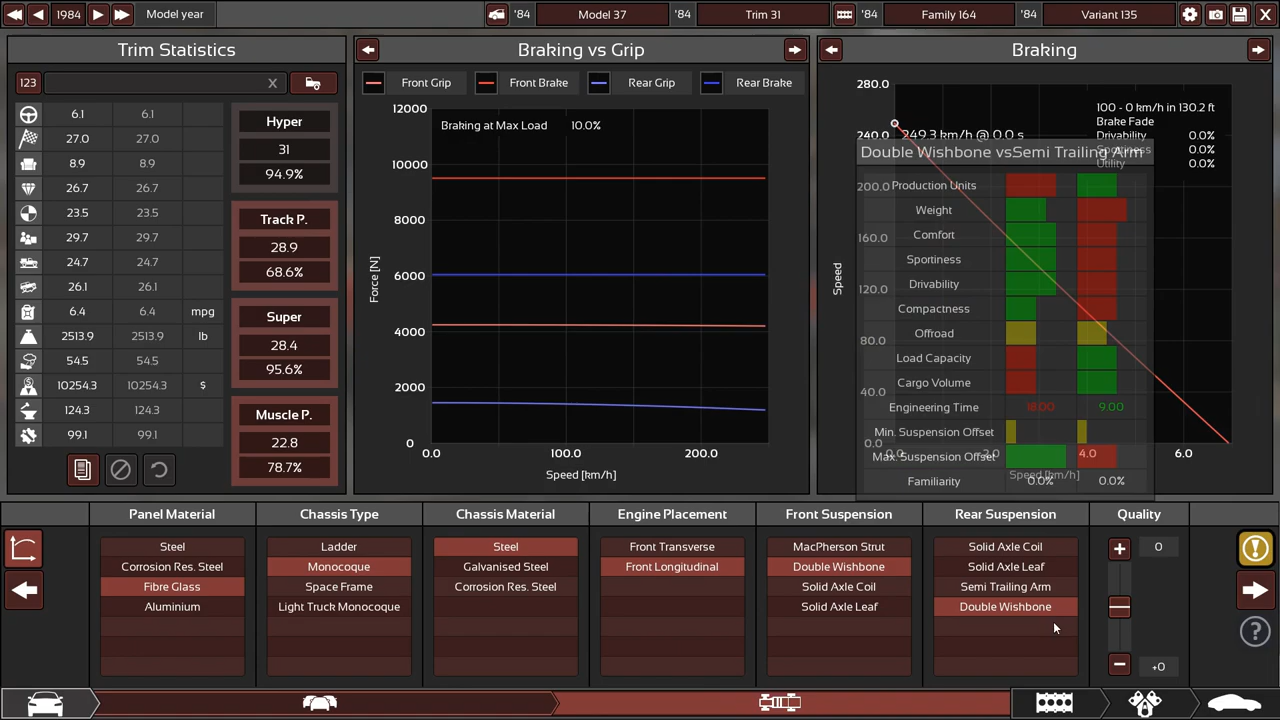 1984
Model year
'84
Model 37
'84
Trim 31
'84
Family 164
'84
Variant 135
Trim Statistics
123
X
6.1 6.1
27.0 27.0
8.9 8.9
26.7 26.7
23.5 23.5
29.7 29.7
24.7 24.7
26.1 26.1
6.4 6.4 mpg
2513.9 2513.9 lb
54.5 54.5
10254.3 10254.3 $
124.3 124.3
99.1 99.1
Hyper
31
94.9%
Track P.
28.9
68.6%
Super
28.4
95.6%
Muscle P.
22.8
78.7%
Braking vs Grip
Front Grip
Front Brake
Rear Grip
Rear Brake
Braking at Max Load 10.0%
12000
10000
8000
6000
4000
2000
0
Force [N]
0.0 100.0 200.0
Speed [km/h]
Braking
280.0
240.0
200.0
160.0
120.0
80.0
40.0
0.0
Speed
249.3 km/h @ 0.0 s
100 - 0 km/h in 130.2 ft
Brake Fade
Drivability 0.0%
Sportiness 0.0%
Utility 0.0%
0.0 2.0 4.0 6.0
Speed [km/h]
Double Wishbone vsSemi Trailing Arm
Production Units
Weight
Comfort
Sportiness
Drivability
Compactness
Offroad
Load Capacity
Cargo Volume
Engineering Time 18.00 9.00
Min. Suspension Offset
Max. Suspension Offset
Familiarity 0.0% 0.0%
Panel Material
Steel
Corrosion Res. Steel
Fibre Glass
Aluminium
Chassis Type
Ladder
Monocoque
Space Frame
Light Truck Monocoque
Chassis Material
Steel
Galvanised Steel
Corrosion Res. Steel
Engine Placement
Front Transverse
Front Longitudinal
Front Suspension
MacPherson Strut
Double Wishbone
Solid Axle Coil
Solid Axle Leaf
Rear Suspension
Solid Axle Coil
Solid Axle Leaf
Semi Trailing Arm
Double Wishbone
Quality
0
+0